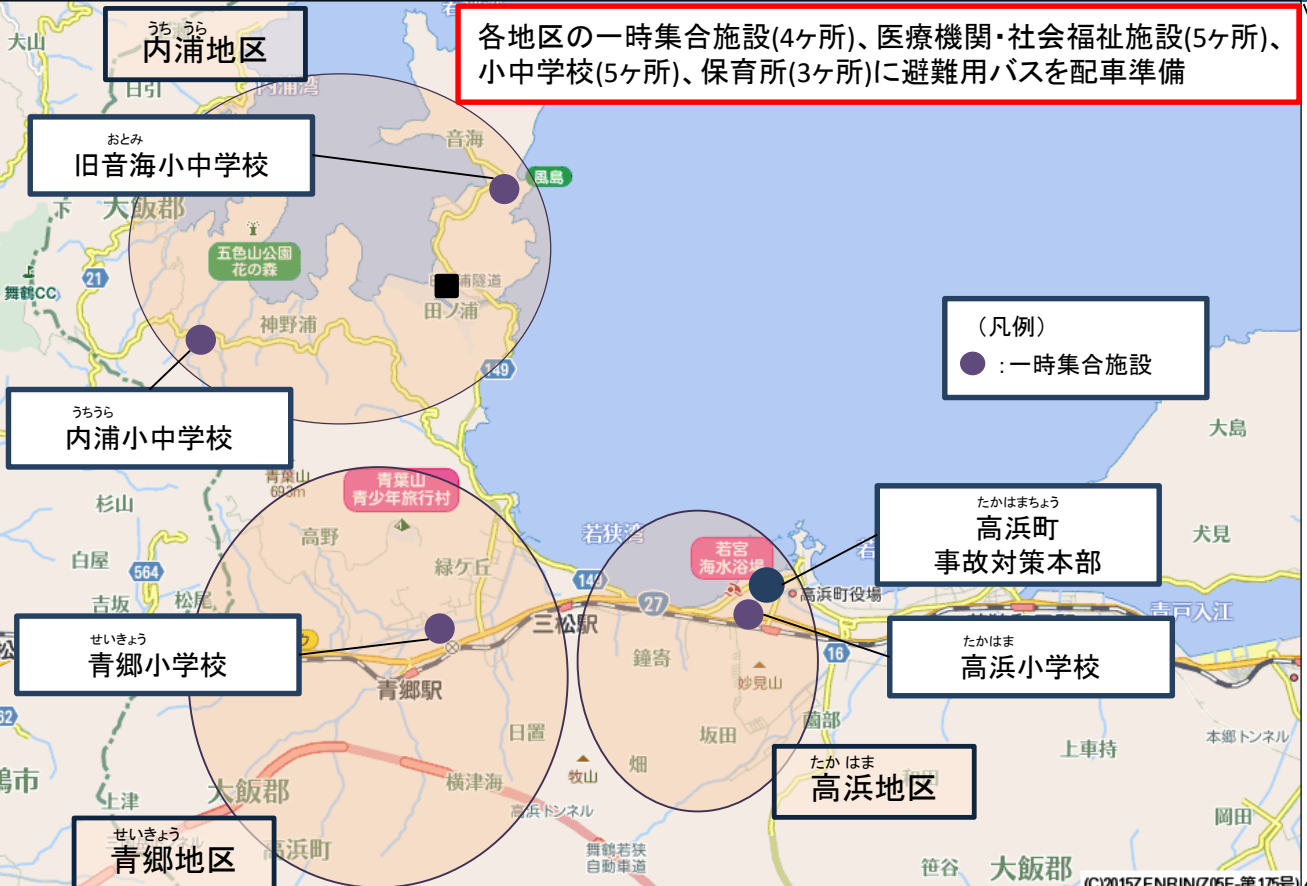 各地区の一時集合施設(4ヶ所)、医療機関・社会福祉施設(5ヶ所)、
小中学校(5ヶ所)、保育所(3ヶ所)に避難用バスを配車準備
うち うら
内浦地区
大山
日引
内浦湾
おとみ
旧音海小中学校
音海
風島
下
大飯郡
五色山公園
花の森
21
舞鶴CC
浦隧道
田ノ浦
神野浦
149
(凡例)
:一時集合施設
うちうら
内浦小中学校
大島
青葉山
693m
青葉山
青少年旅行村
杉山
高野
若狭湾
若宮
海水浴場
たかはまちょう
高浜町
事故対策本部
犬見
白屋
564
緑ケ丘
149
27
高浜町役場
吉坂
松尾
三松駅
青戸入江
せいきょう
青郷小学校
鐘寄
16
たかはま
高浜小学校
青郷駅
妙見山
日置
坂田
薗部
上車持
本郷トンネル
牧山
畑
たか はま
高浜地区
大飯郡
上津
横津海
高浜トンネル
岡田
せいきょう
青郷地区
高浜町
舞鶴若狭
自動車道
笹谷
大飯郡
(C)2015ZENRIN(Z05E-第175号)